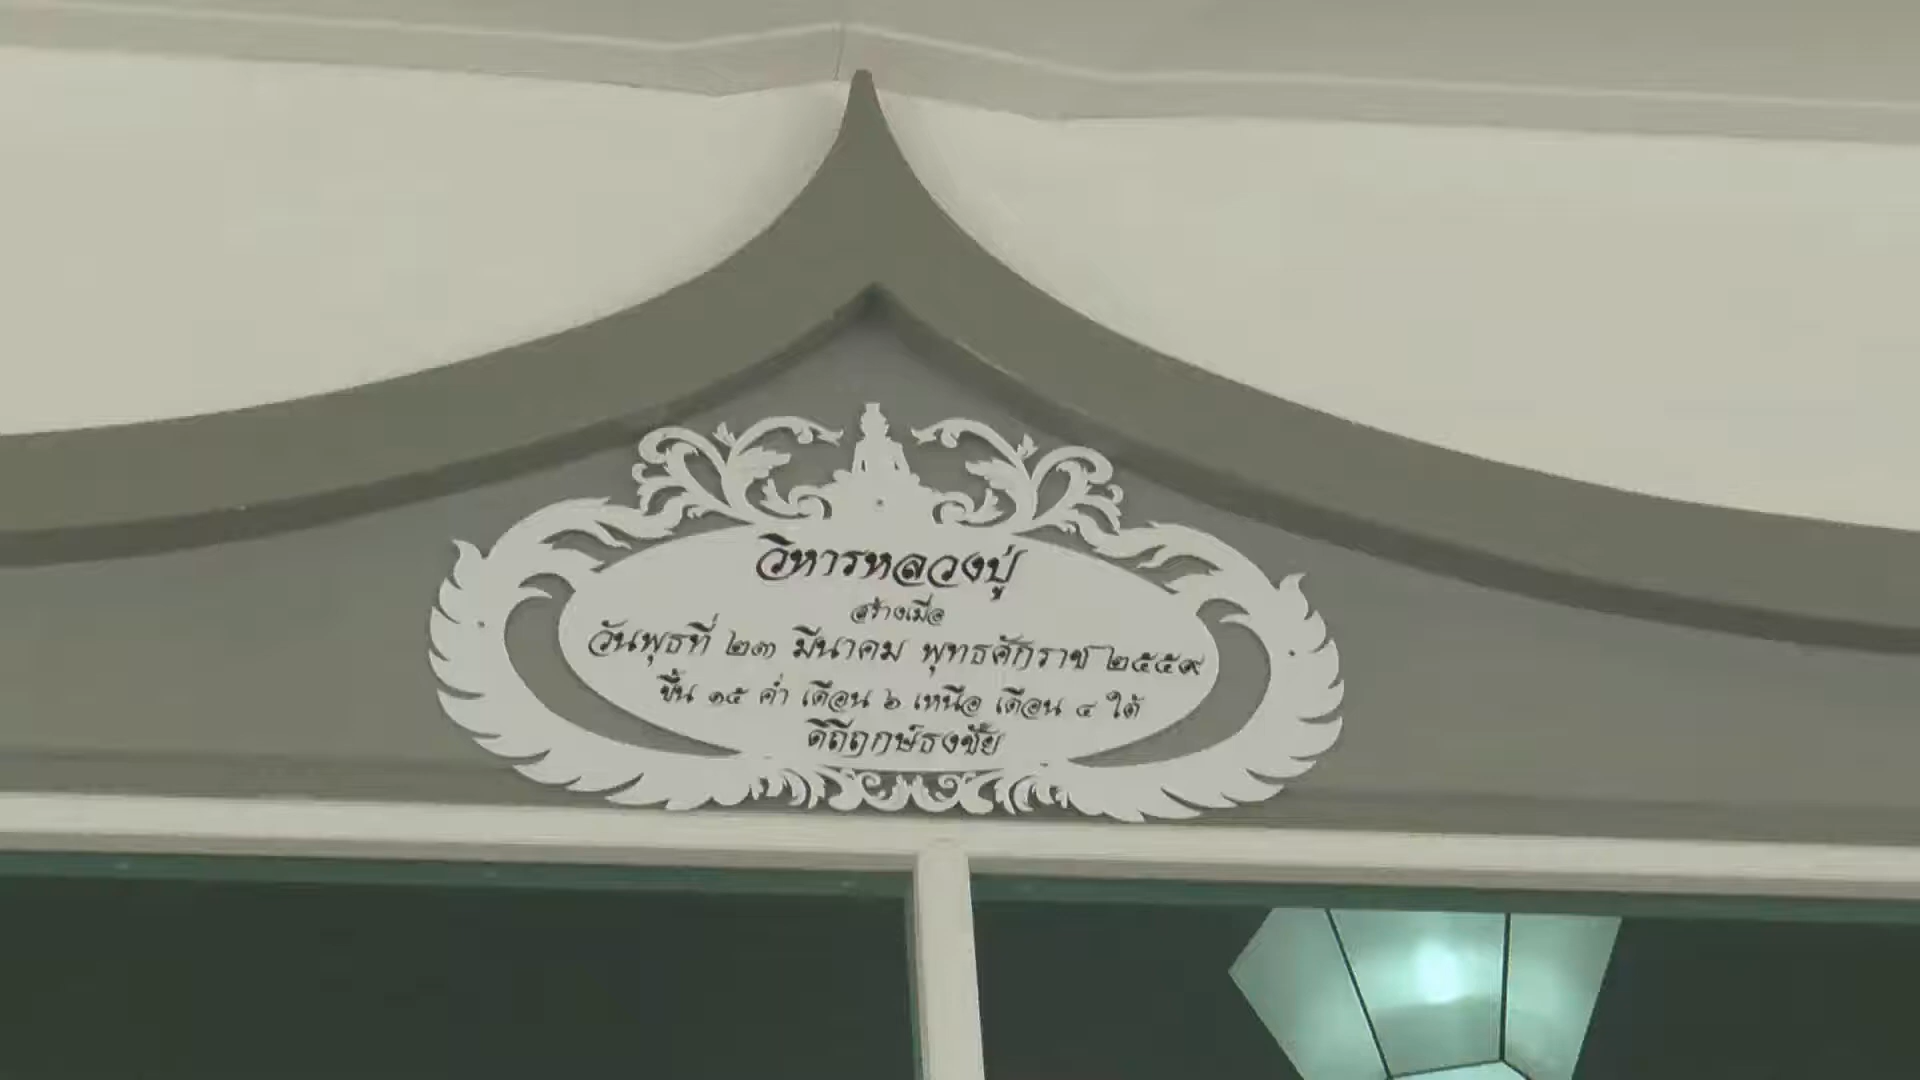 วิหารหลวงปู่
สร้างเมื่อ
วันพุธที่ ๒๓ มีนาคม พุทธศักราช ๒๕๕๙
ขึ้น ๑๕ ค่ำ เดือน ๖ เหนือ เดือน ๔ ใต้
ดิถีฤกษ์ธงชัย